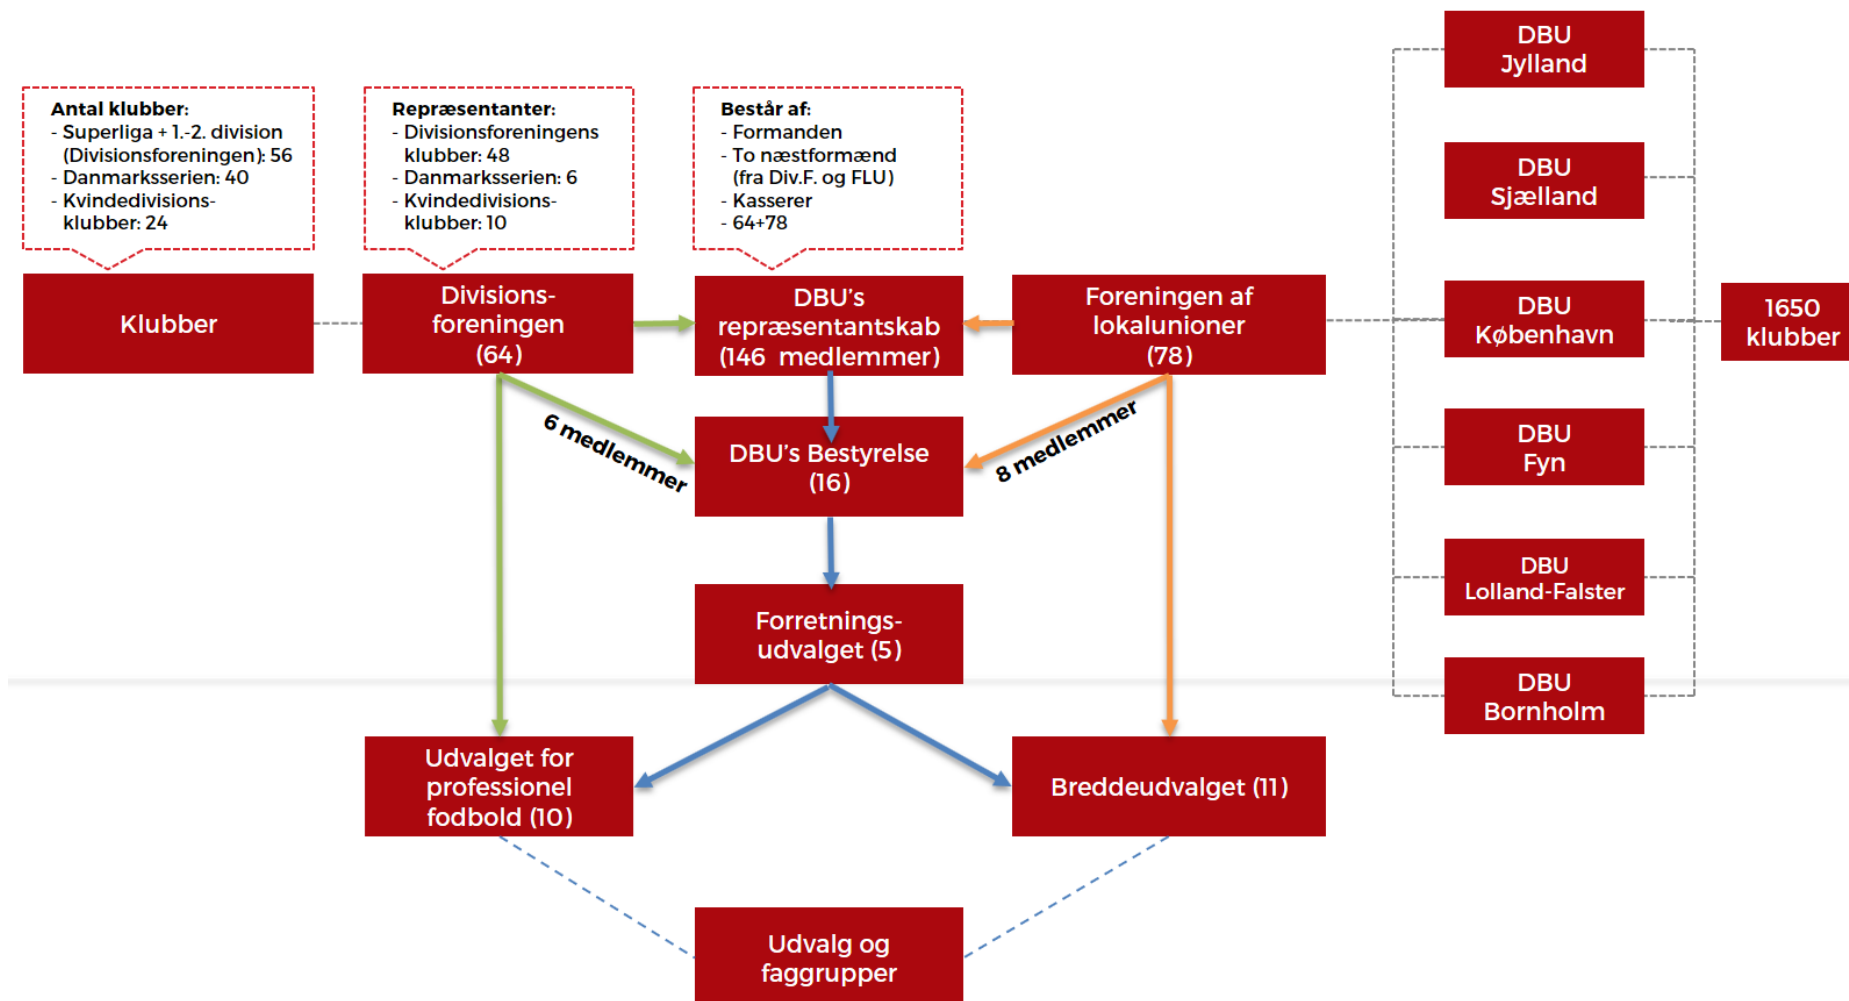 Antal klubber:
- Superliga + 1.-2. division
(Divisionsforeningen): 56
- Danmarksserien: 40
- Kvindedivisions-
klubber: 24
Repræsentanter:
- Divisionsforeningens
klubber: 48
- Danmarksserien: 6
- Kvindedivisions-
klubber: 10
Består af:
- Formanden
- To næstformænd
(fra Div.F. og FLU)
- Kasserer
- 64+78
Klubber
Divisions-
foreningen
(64)
DBU's
repræsentantskab
(146 medlemmer)
Foreningen af
lokalunioner
(78)
DBU
Jylland
DBU
Sjælland
DBU
København
DBU
Fyn
DBU
Lolland-Falster
DBU
Bornholm
1650
klubber
6 medlemmer
DBU's Bestyrelse
(16)
8 medlemmer
Forretnings-
udvalget (5)
Udvalget for
professionel
fodbold (10)
Breddeudvalget (11)
Udvalg og
faggrupper